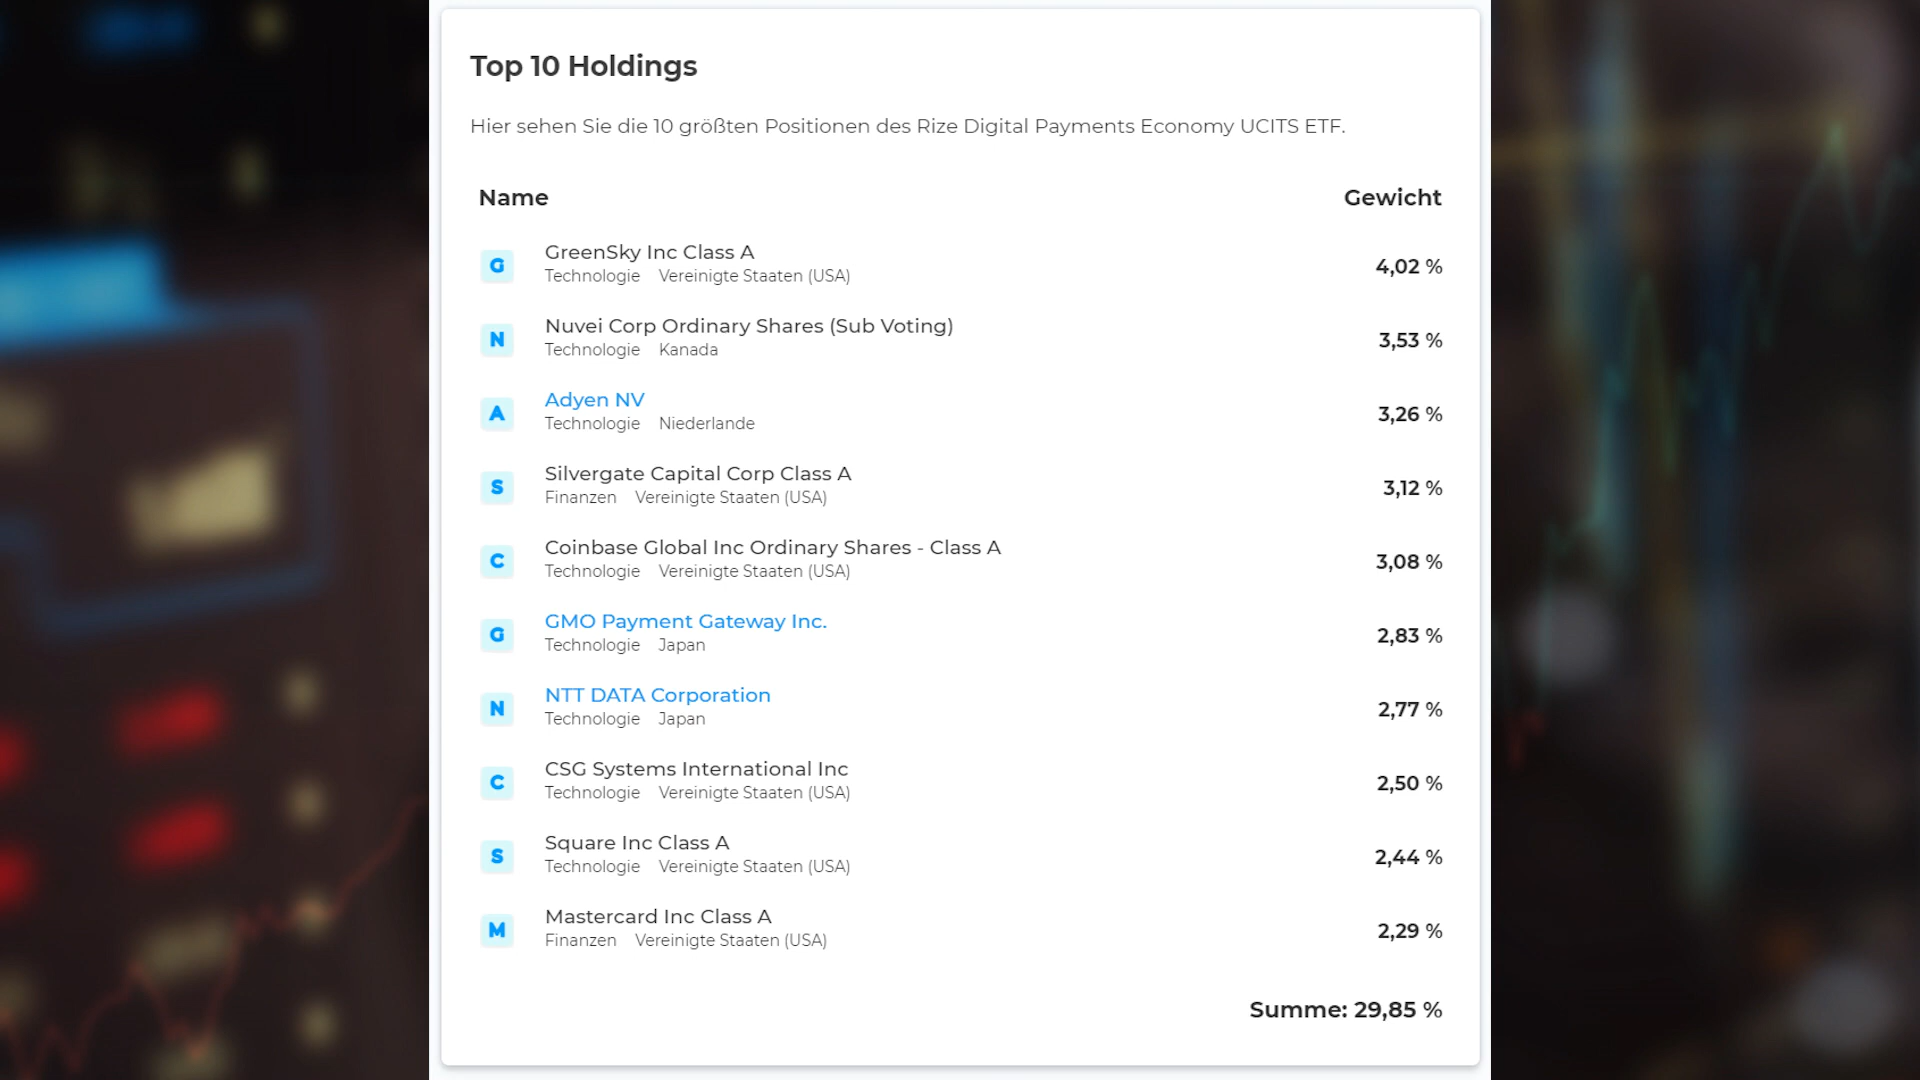 Top 10 Holdings
Hier sehen Sie die 10 größten Positionen des Rize Digital Payments Economy UCITS ETF.
Name Gewicht
G GreenSky Inc Class A 4,02 %
Technologie Vereinigte Staaten (USA)
N Nuvei Corp Ordinary Shares (Sub Voting) 3,53 %
Technologie Kanada
A Adyen NV 3,26 %
Technologie Niederlande
S Silvergate Capital Corp Class A 3,12 %
Finanzen Vereinigte Staaten (USA)
C Coinbase Global Inc Ordinary Shares - Class A 3,08 %
Technologie Vereinigte Staaten (USA)
G GMO Payment Gateway Inc. 2,83 %
Technologie Japan
N NTT DATA Corporation 2,77 %
Technologie Japan
C CSG Systems International Inc 2,50 %
Technologie Vereinigte Staaten (USA)
S Square Inc Class A 2,44 %
Technologie Vereinigte Staaten (USA)
M Mastercard Inc Class A 2,29 %
Finanzen Vereinigte Staaten (USA)
Summe: 29,85 %